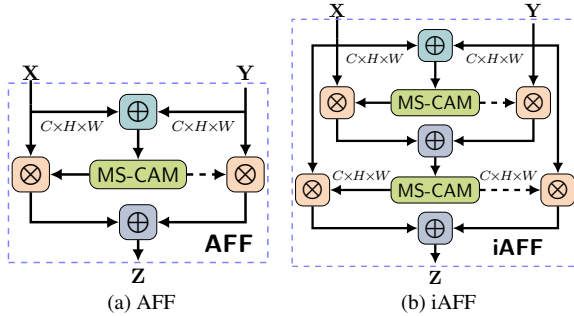 X Y
C×H×W C×H×W
⊕
⊗ MS-CAM ⊗
⊕
AFF
Z
(a) AFF
X Y
⊕
C×H×W C×H×W
⊗ MS-CAM ⊗
⊕
C×H×W C×H×W
⊗ MS-CAM ⊗
⊕
iAFF
Z
(b) iAFF